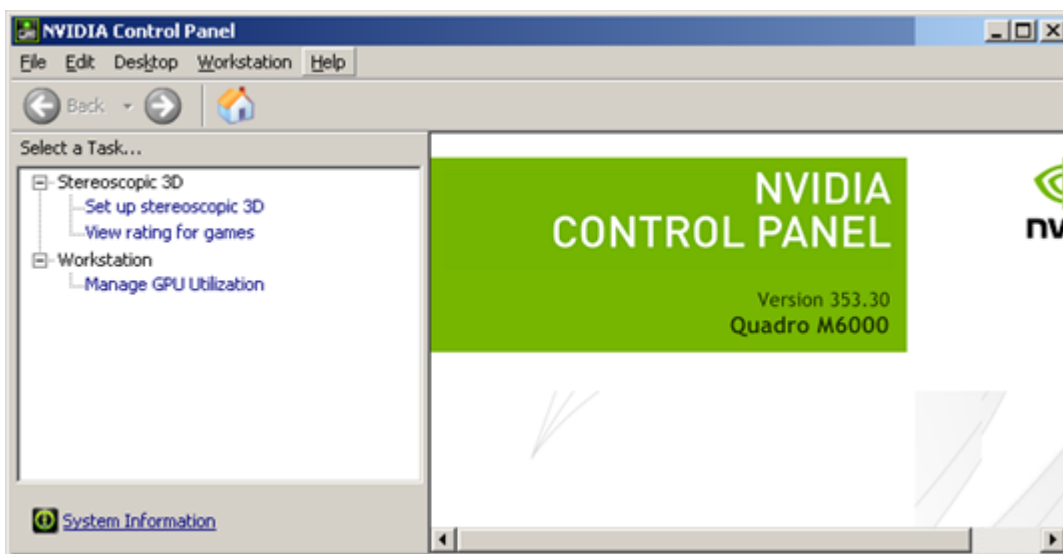 NVIDIA Control Panel
File Edit Desktop Workstation Help
Back
Select a Task...
Stereoscopic 3D
Set up stereoscopic 3D
View rating for games
Workstation
Manage GPU Utilization
System Information
NVIDIA
CONTROL PANEL
Version 353.30
Quadro M6000